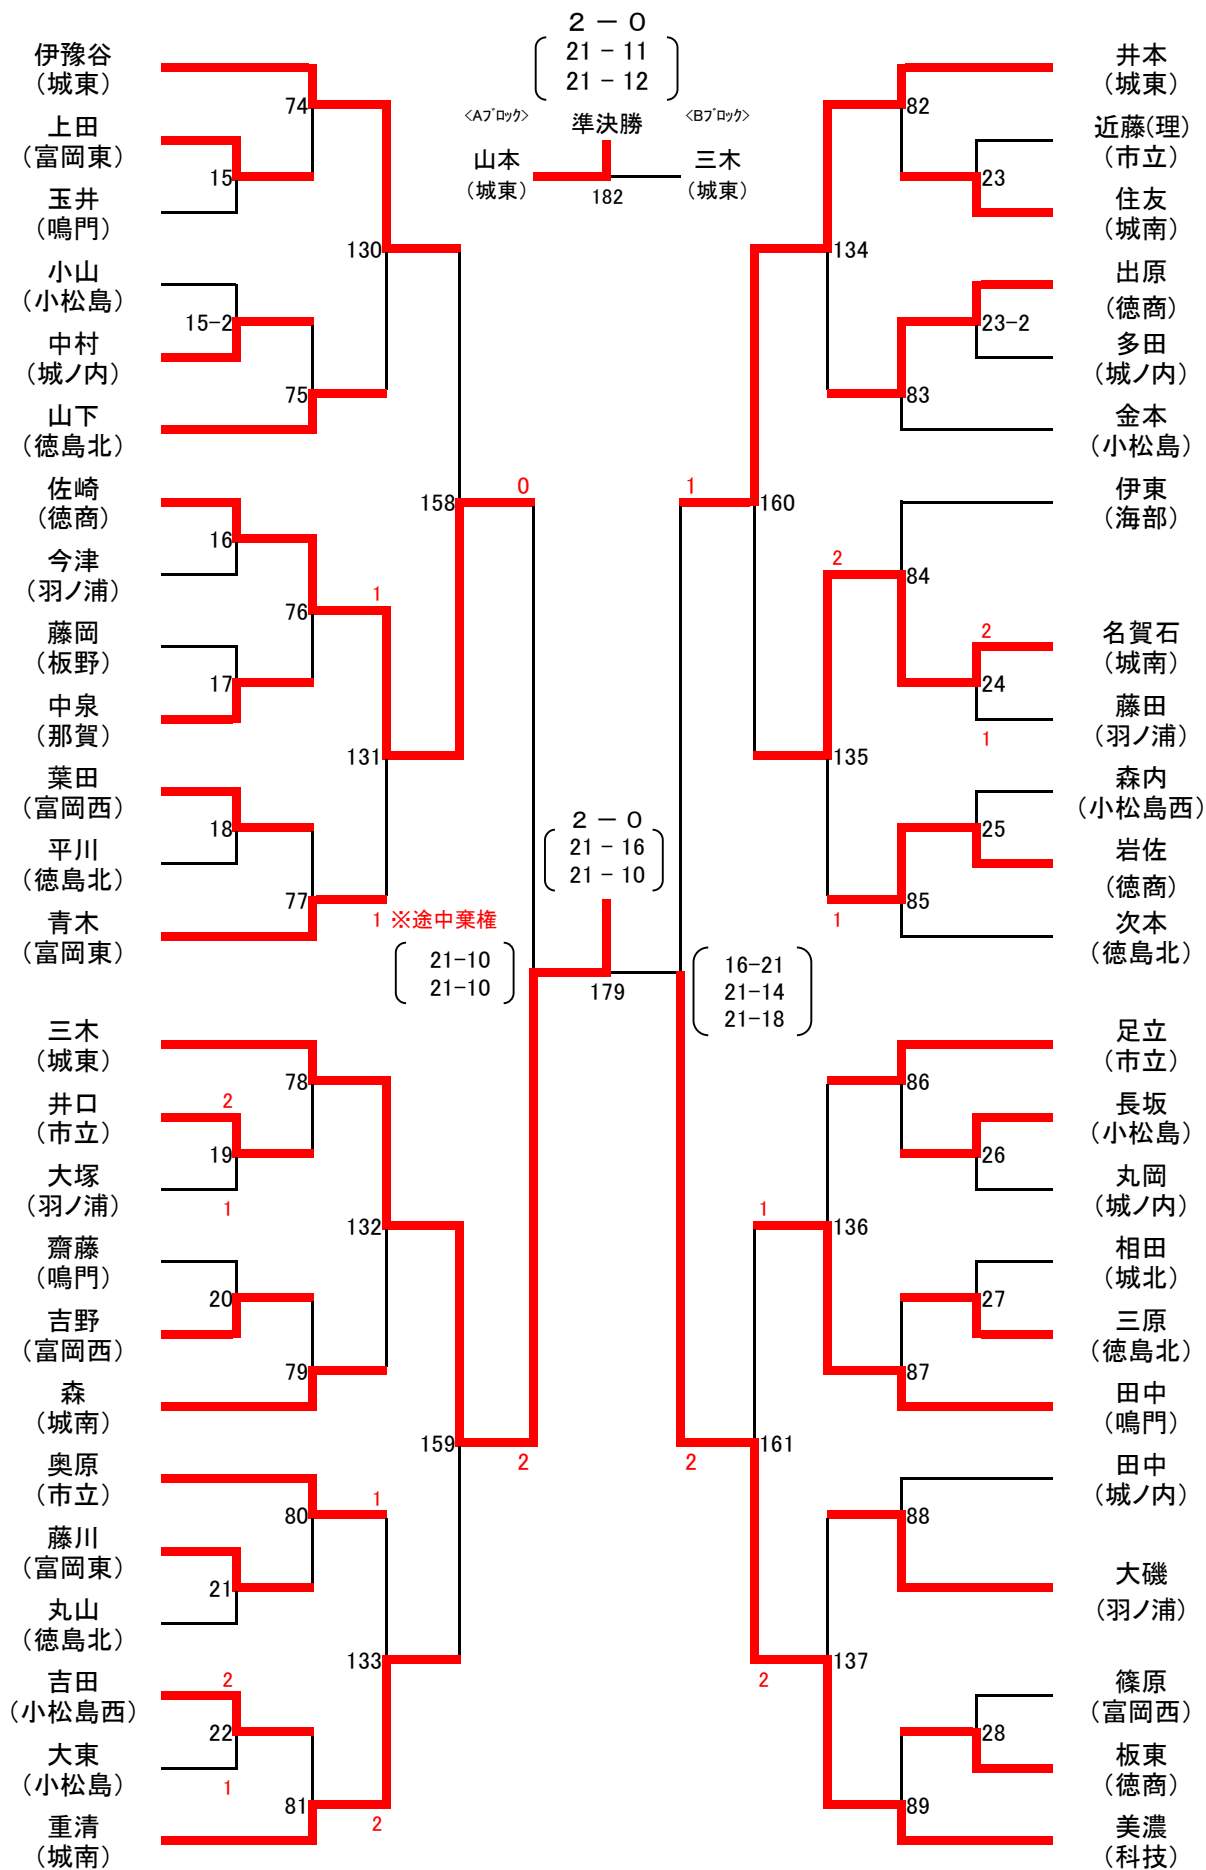 2 － 0
21 － 11
21 － 12
<Aブロック>
準決勝
<Bブロック>
山本
（城東）
182
三木
（城東）
伊豫谷
（城東）
74
上田
（富岡東）
15
玉井
（鳴門）
130
小山
（小松島）
15-2
中村
（城ノ内）
75
山下
（徳島北）
佐崎
（徳商）
158
0
16
今津
（羽ノ浦）
76
1
藤岡
（板野）
17
中泉
（那賀）
131
葉田
（富岡西）
18
平川
（徳島北）
77
青木
（富岡東）
1 ※途中棄権
21-10
21-10
三木
（城東）
78
井口
（市立）
2
19
大塚
（羽ノ浦）
1
132
齋藤
（鳴門）
20
吉野
（富岡西）
79
森
（城南）
159
2
奥原
（市立）
80
1
藤川
（富岡東）
21
丸山
（徳島北）
133
吉田
（小松島西）
2
22
大東
（小松島）
1
81
2
重清
（城南）
2 － 0
21 － 16
21 － 10
179
井本
（城東）
82
近藤(理)
（市立）
23
住友
（城南）
134
出原
（徳商）
23-2
多田
（城ノ内）
83
金本
（小松島）
1
160
伊東
（海部）
2
84
名賀石
（城南）
2
24
藤田
（羽ノ浦）
1
135
森内
（小松島西）
25
岩佐
（徳商）
85
1
次本
（徳島北）
16-21
21-14
21-18
足立
（市立）
86
長坂
（小松島）
26
丸岡
（城ノ内）
1
136
相田
（城北）
27
三原
（徳島北）
87
田中
（鳴門）
161
2
田中
（城ノ内）
88
大磯
（羽ノ浦）
137
2
篠原
（富岡西）
28
板東
（徳商）
89
美濃
（科技）